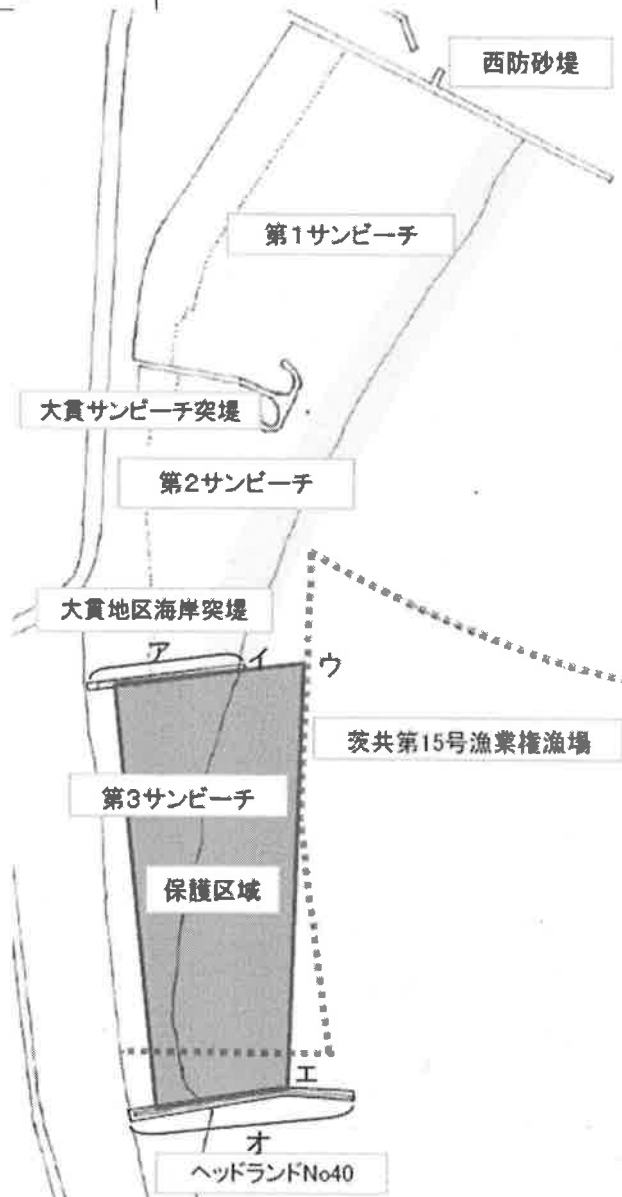 西防砂堤
第1サンビーチ
大貫サンビーチ突堤
第2サンビーチ
大貫地区海岸突堤
ア
イ
ウ
茨共第15号漁業権漁場
第3サンビーチ
保護区域
エ
オ
ヘッドランドNo40